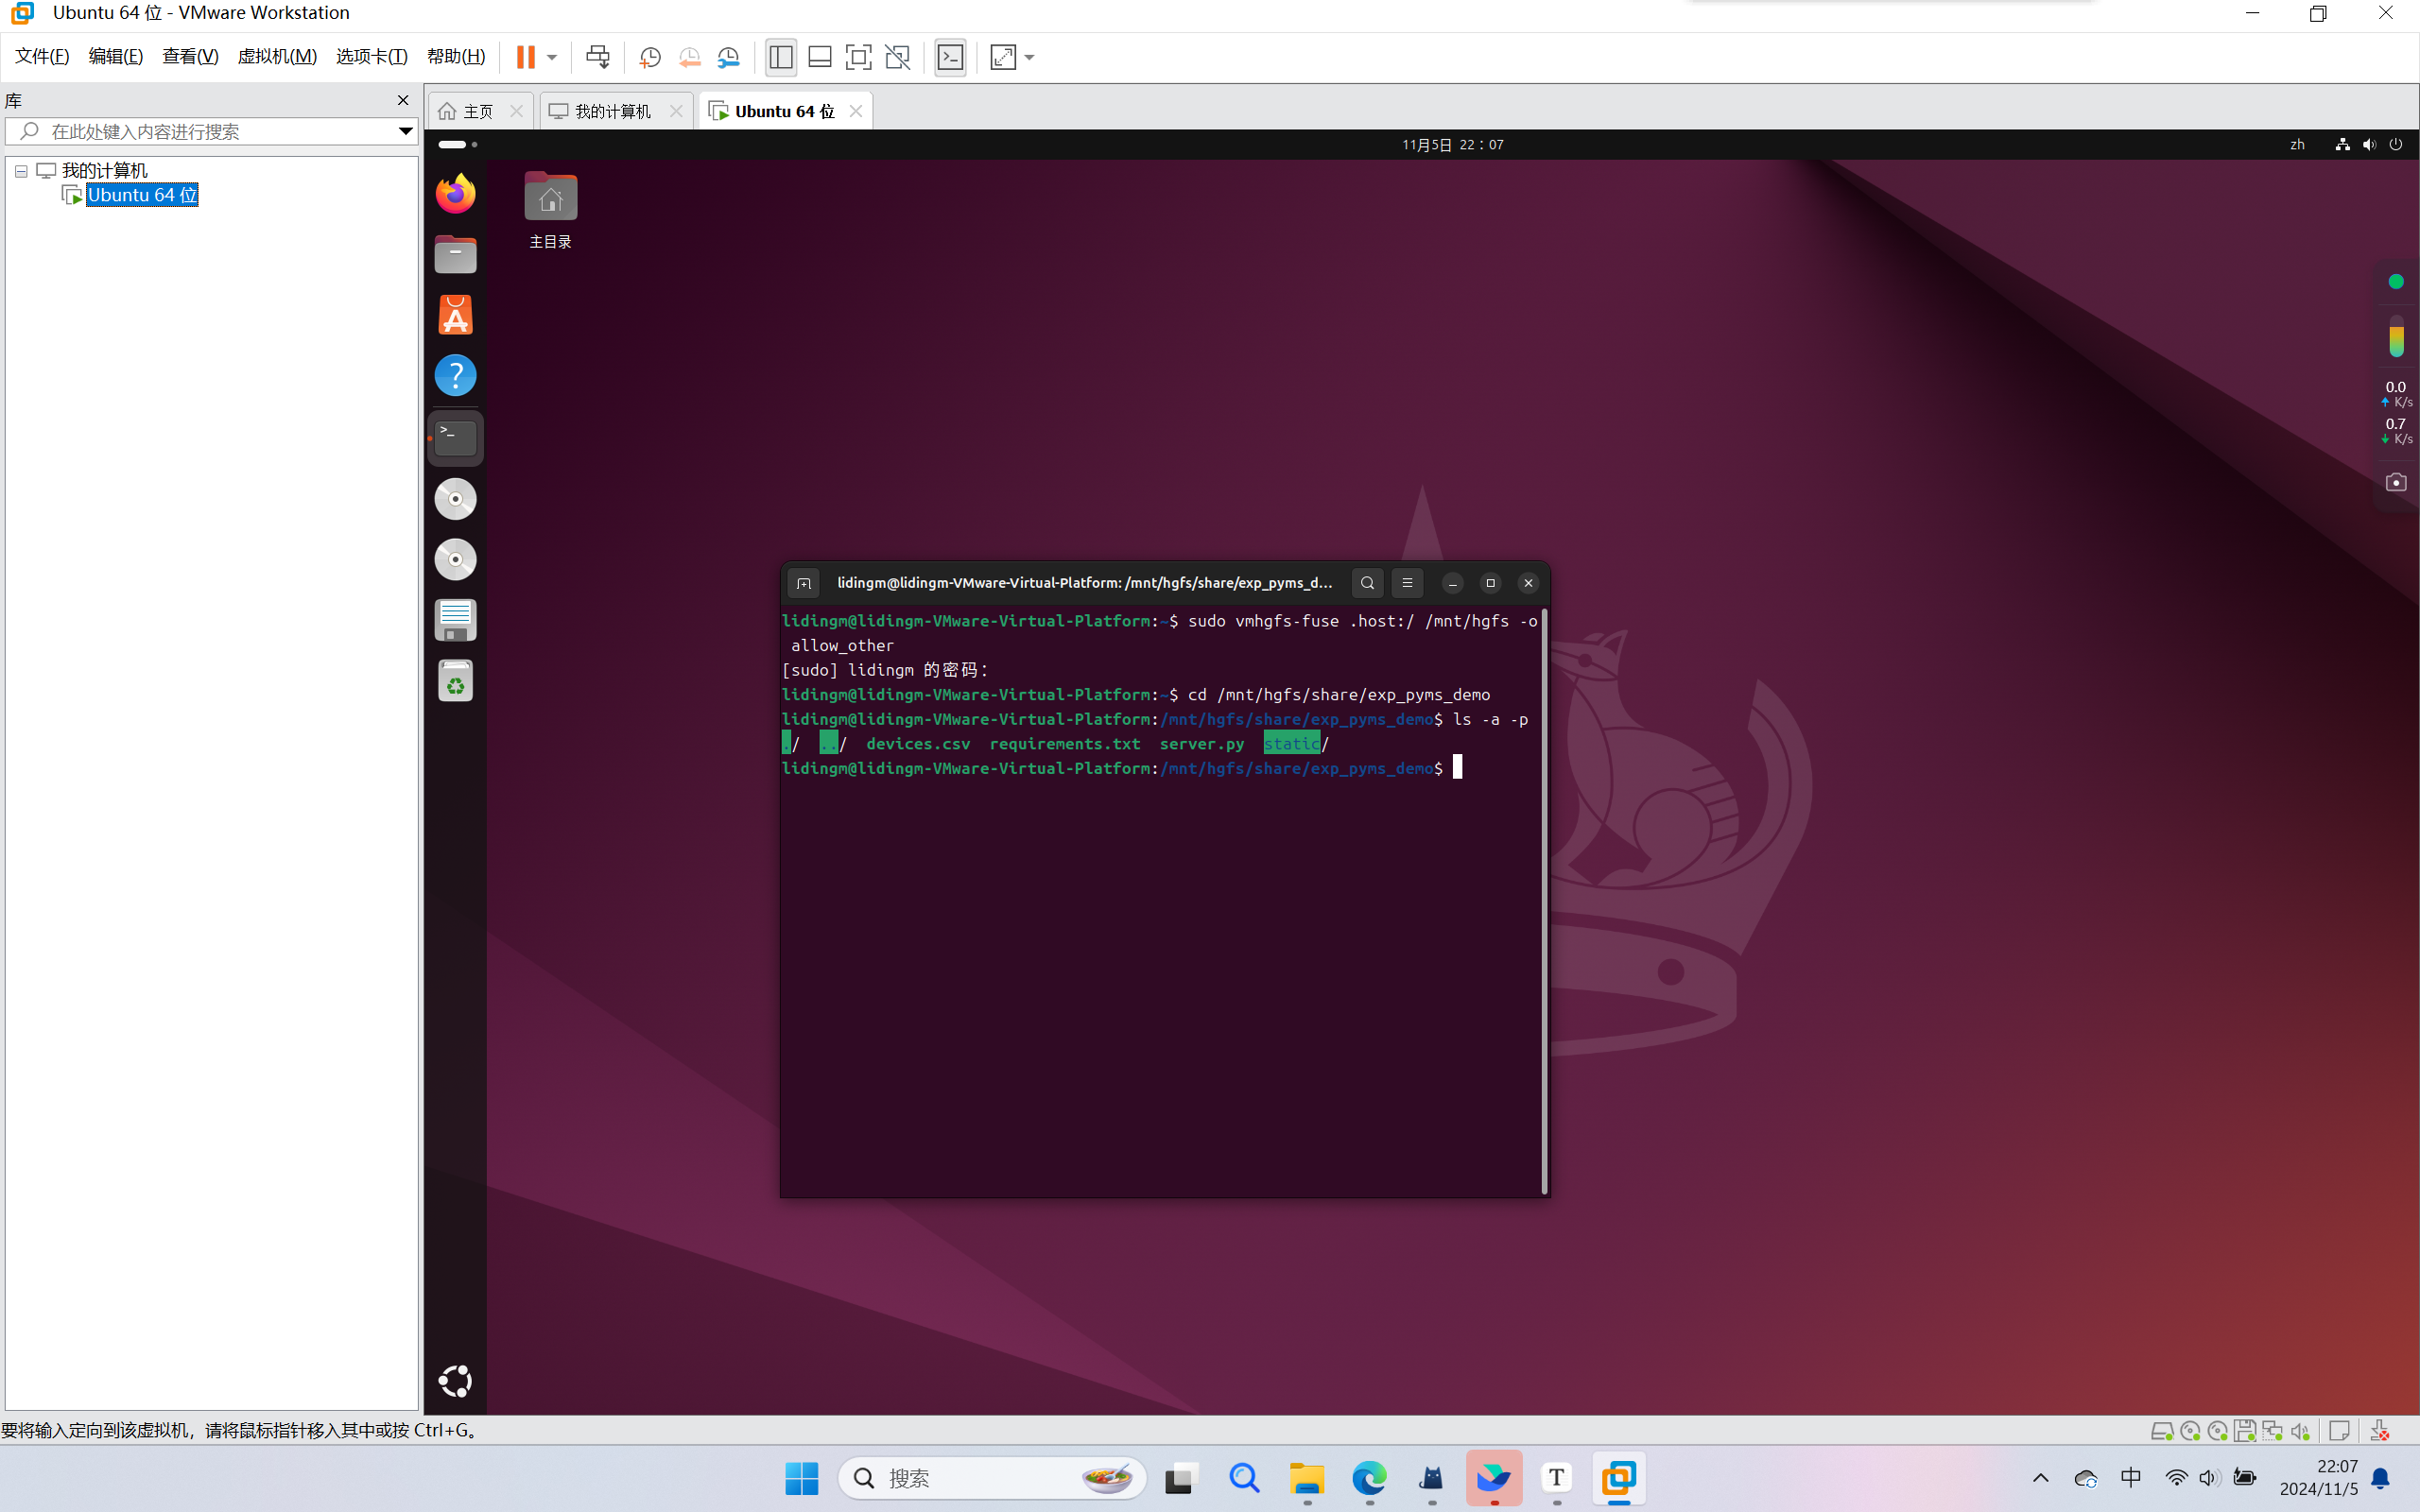 Ubuntu 64 位 - VMware Workstation
文件(F) 编辑(E) 查看(V) 虚拟机(M) 选项卡(T) 帮助(H)
库
在此处键入内容进行搜索
我的计算机
Ubuntu 64 位
主页 我的计算机 Ubuntu 64 位
11月5日 22：07
zh
主目录
0.0
K/s
0.7
K/s
lidingm@lidingm-VMware-Virtual-Platform: /mnt/hgfs/share/exp_pyms_d...
lidingm@lidingm-VMware-Virtual-Platform:~$ sudo vmhgfs-fuse .host:/ /mnt/hgfs -o
allow_other
[sudo] lidingm 的密码：
lidingm@lidingm-VMware-Virtual-Platform:~$ cd /mnt/hgfs/share/exp_pyms_demo
lidingm@lidingm-VMware-Virtual-Platform:/mnt/hgfs/share/exp_pyms_demo$ ls -a -p
./ ../ devices.csv requirements.txt server.py static/
lidingm@lidingm-VMware-Virtual-Platform:/mnt/hgfs/share/exp_pyms_demo$
要将输入定向到该虚拟机，请将鼠标指针移入其中或按 Ctrl+G。
搜索
中
22:07
2024/11/5